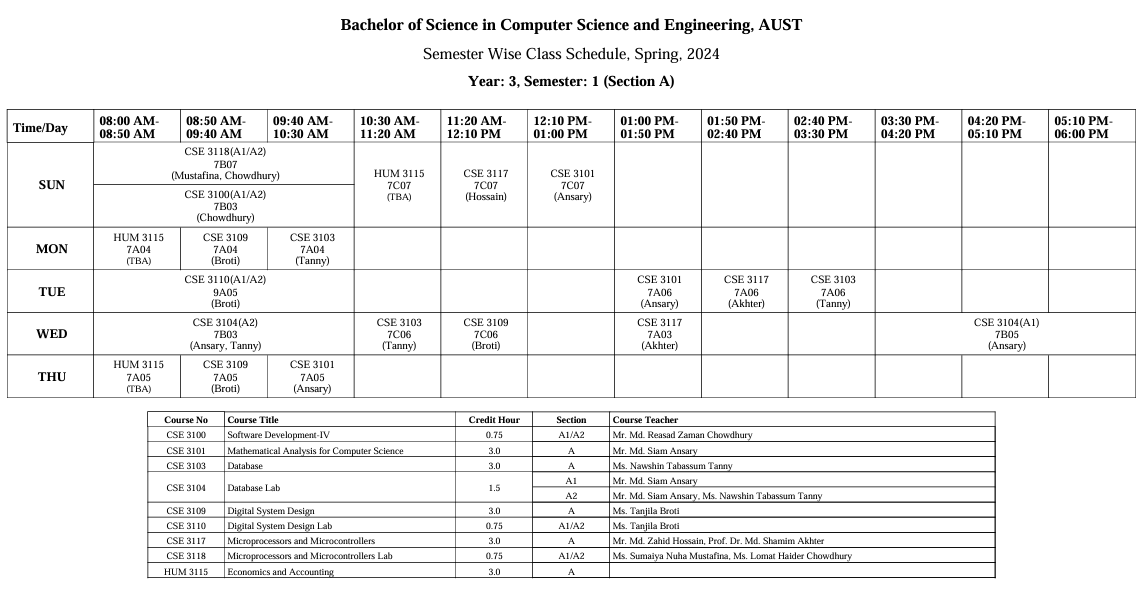 Bachelor of Science in Computer Science and Engineering, AUST
Semester Wise Class Schedule, Spring, 2024
Year: 3, Semester: 1 (Section A)
Time/Day
08:00 AM-
08:50 AM
08:50 AM-
09:40 AM
09:40 AM-
10:30 AM
10:30 AM-
11:20 AM
11:20 AM-
12:10 PM
12:10 PM-
01:00 PM
01:00 PM-
01:50 PM
01:50 PM-
02:40 PM
02:40 PM-
03:30 PM
03:30 PM-
04:20 PM
04:20 PM-
05:10 PM
05:10 PM-
06:00 PM
SUN
CSE 3118(A1/A2)
7B07
(Mustafina, Chowdhury)
CSE 3100(A1/A2)
7B03
(Chowdhury)
HUM 3115
7C07
(TBA)
CSE 3117
7C07
(Hossain)
CSE 3101
7C07
(Ansary)
MON
HUM 3115
7A04
(TBA)
CSE 3109
7A04
(Broti)
CSE 3103
7A04
(Tanny)
TUE
CSE 3110(A1/A2)
9A05
(Broti)
CSE 3101
7A06
(Ansary)
CSE 3117
7A06
(Akhter)
CSE 3103
7A06
(Tanny)
WED
CSE 3104(A2)
7B03
(Ansary, Tanny)
CSE 3103
7C06
(Tanny)
CSE 3109
7C06
(Broti)
CSE 3117
7A03
(Akhter)
CSE 3104(A1)
7B05
(Ansary)
THU
HUM 3115
7A05
(TBA)
CSE 3109
7A05
(Broti)
CSE 3101
7A05
(Ansary)
Course No Course Title Credit Hour Section Course Teacher
CSE 3100 Software Development-IV 0.75 A1/A2 Mr. Md. Reasad Zaman Chowdhury
CSE 3101 Mathematical Analysis for Computer Science 3.0 A Mr. Md. Siam Ansary
CSE 3103 Database 3.0 A Ms. Nawshin Tabassum Tanny
CSE 3104 Database Lab 1.5 A1 Mr. Md. Siam Ansary
A2 Mr. Md. Siam Ansary, Ms. Nawshin Tabassum Tanny
CSE 3109 Digital System Design 3.0 A Ms. Tanjila Broti
CSE 3110 Digital System Design Lab 0.75 A1/A2 Ms. Tanjila Broti
CSE 3117 Microprocessors and Microcontrollers 3.0 A Mr. Md. Zahid Hossain, Prof. Dr. Md. Shamim Akhter
CSE 3118 Microprocessors and Microcontrollers Lab 0.75 A1/A2 Ms. Sumaiya Nuha Mustafina, Ms. Lomat Haider Chowdhury
HUM 3115 Economics and Accounting 3.0 A